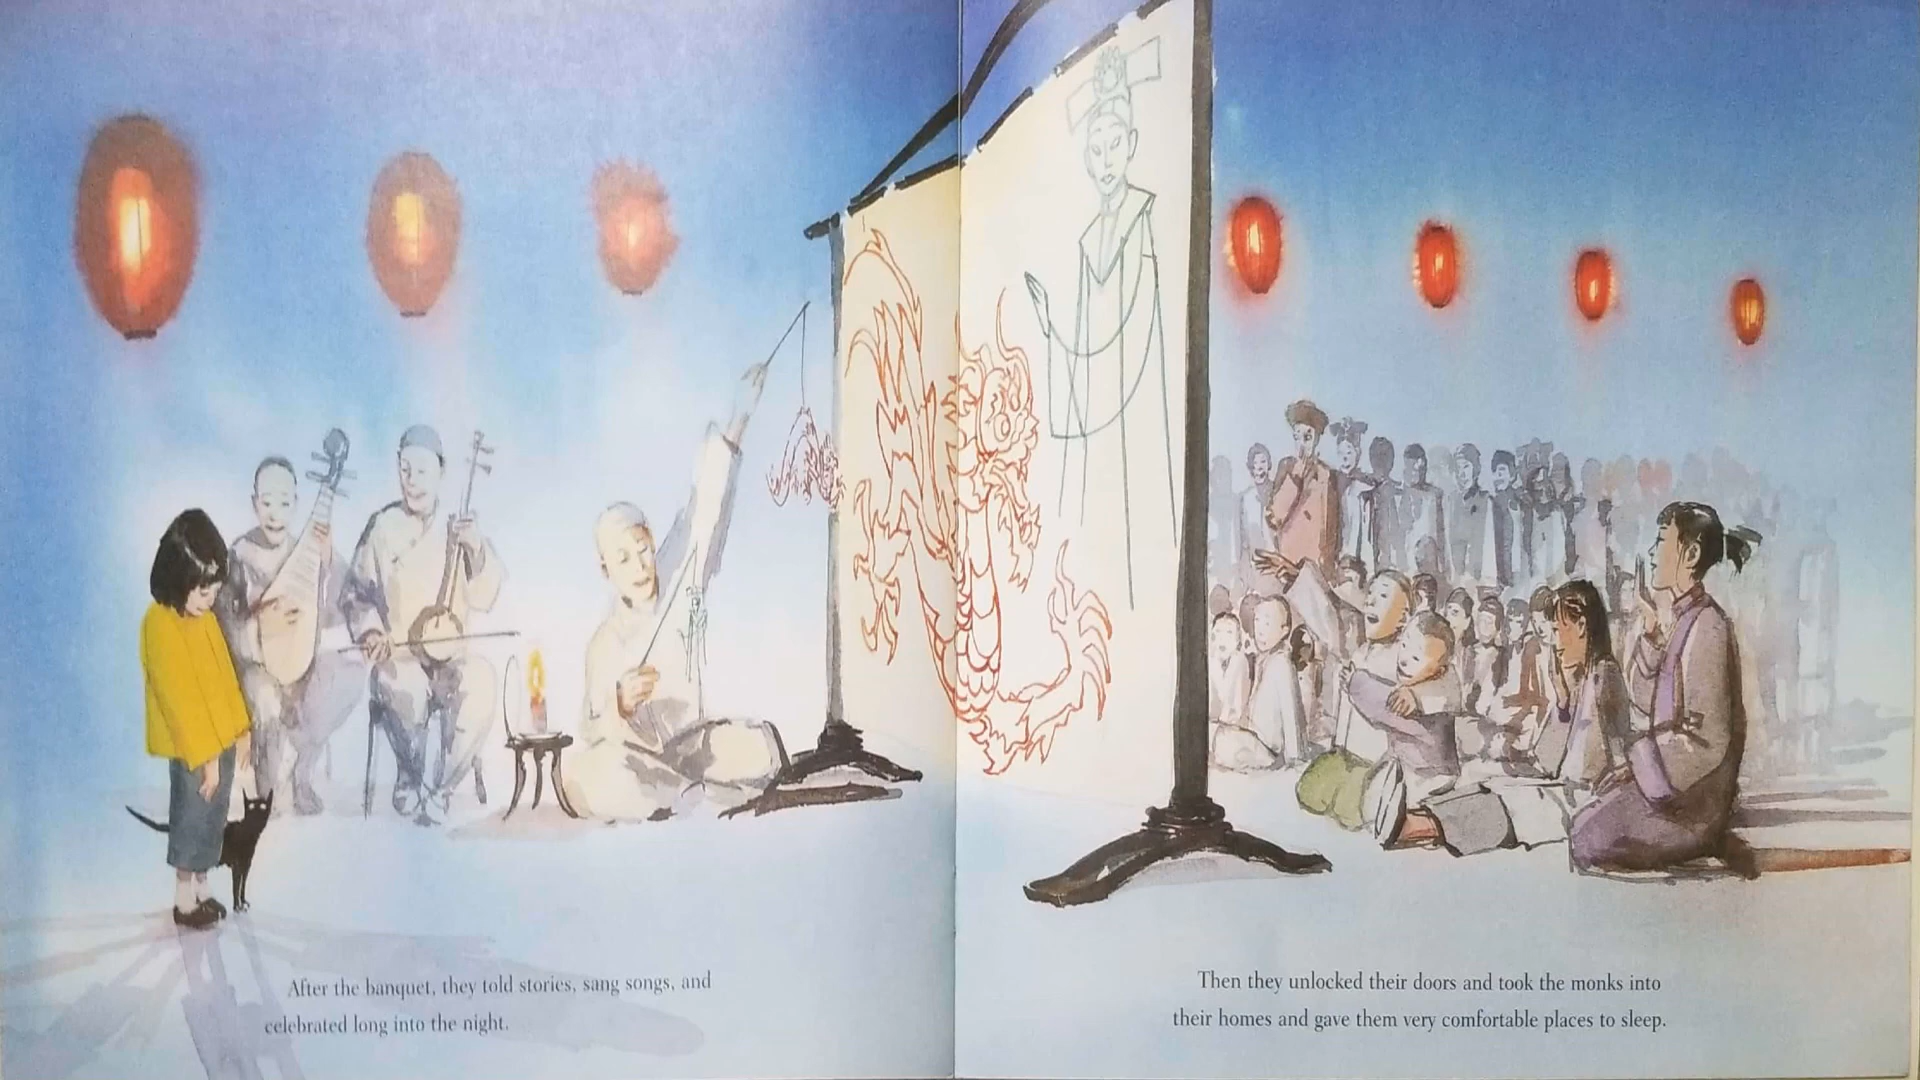 After the banquet, they told stories, sang songs, and
celebrated long into the night.
Then they unlocked their doors and took the monks into
their homes and gave them very comfortable places to sleep.